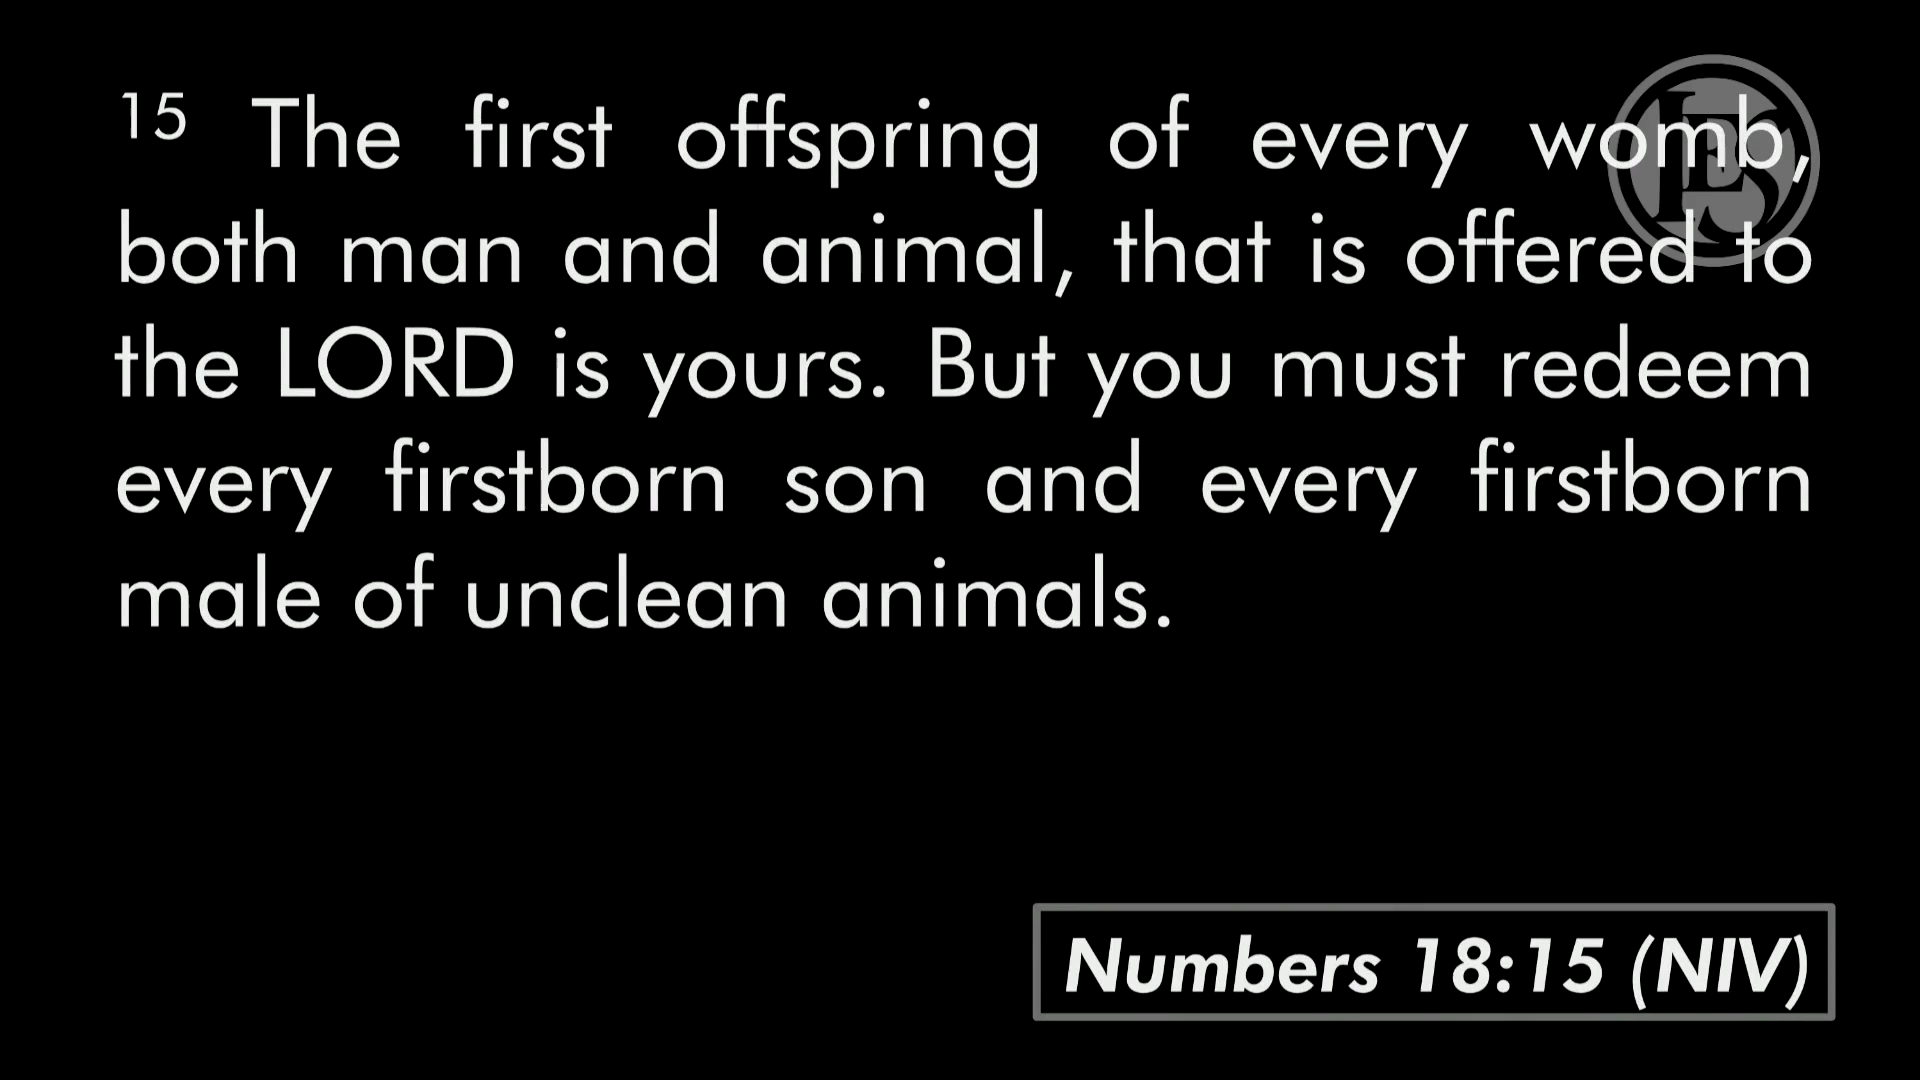 15 The first offspring of every womb,
both man and animal, that is offered to
the LORD is yours. But you must redeem
every firstborn son and every firstborn
male of unclean animals.
Numbers 18:15 (NIV)